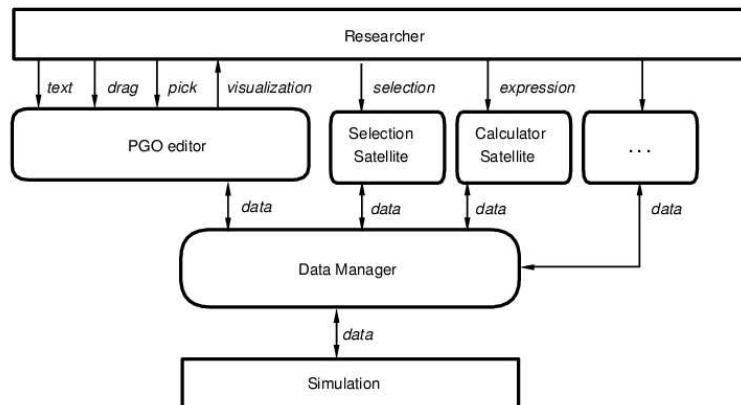 Researcher
text drag pick visualization selection expression
PGO editor
Selection
Satellite
Calculator
Satellite
...
data data data data
Data Manager
data
Simulation